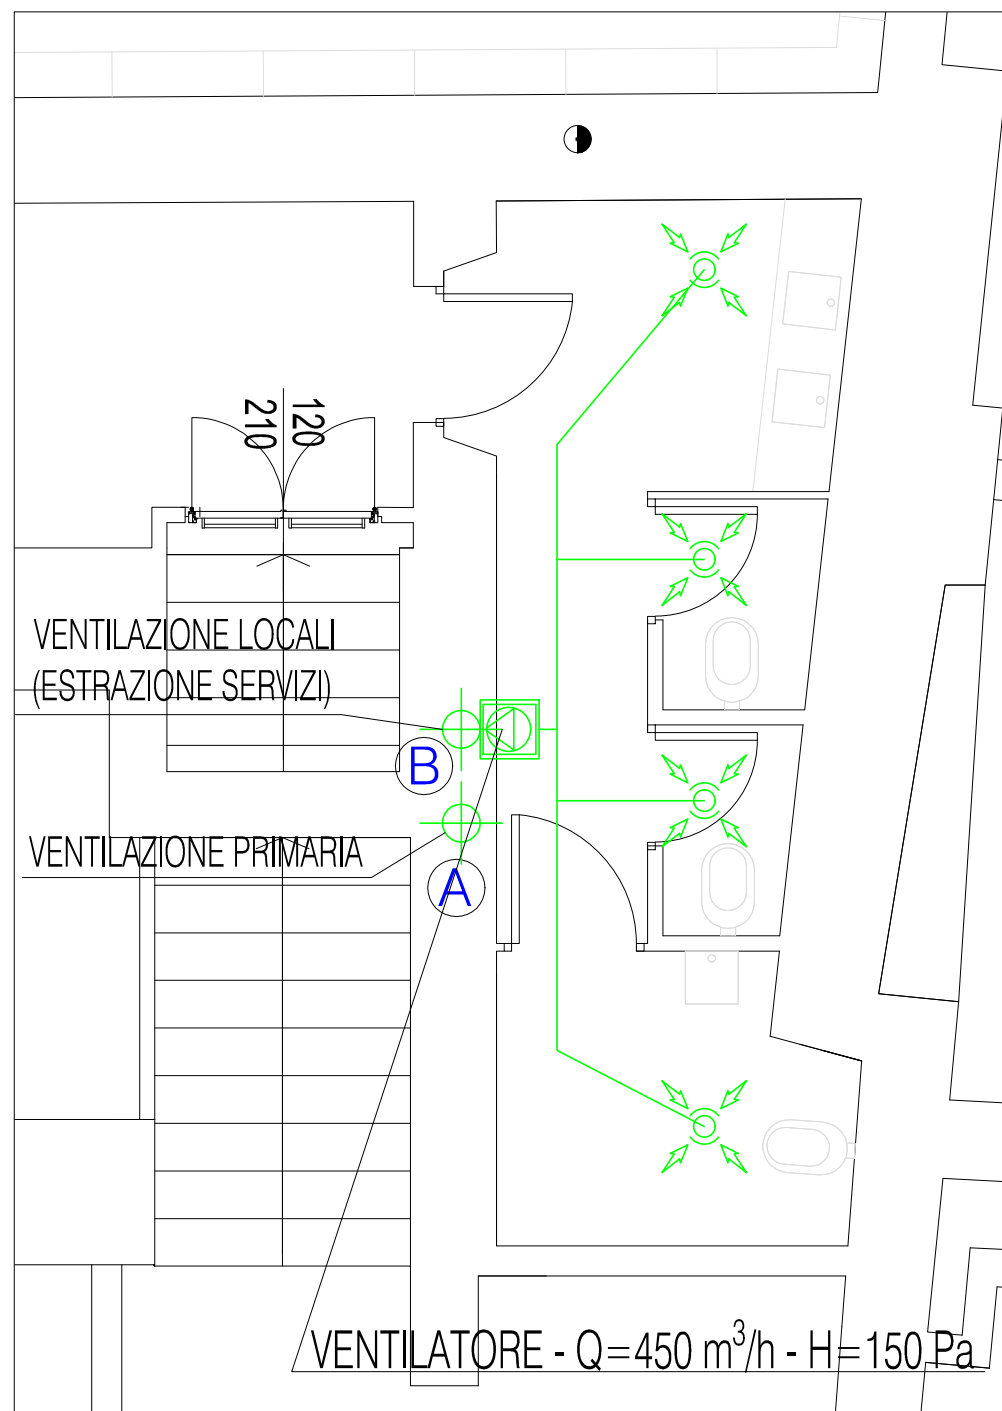 120
210
VENTILAZIONE LOCALI
(ESTRAZIONE SERVIZI)
B
VENTILAZIONE PRIMARIA
A
VENTILATORE - Q=450 m³/h - H=150 Pa